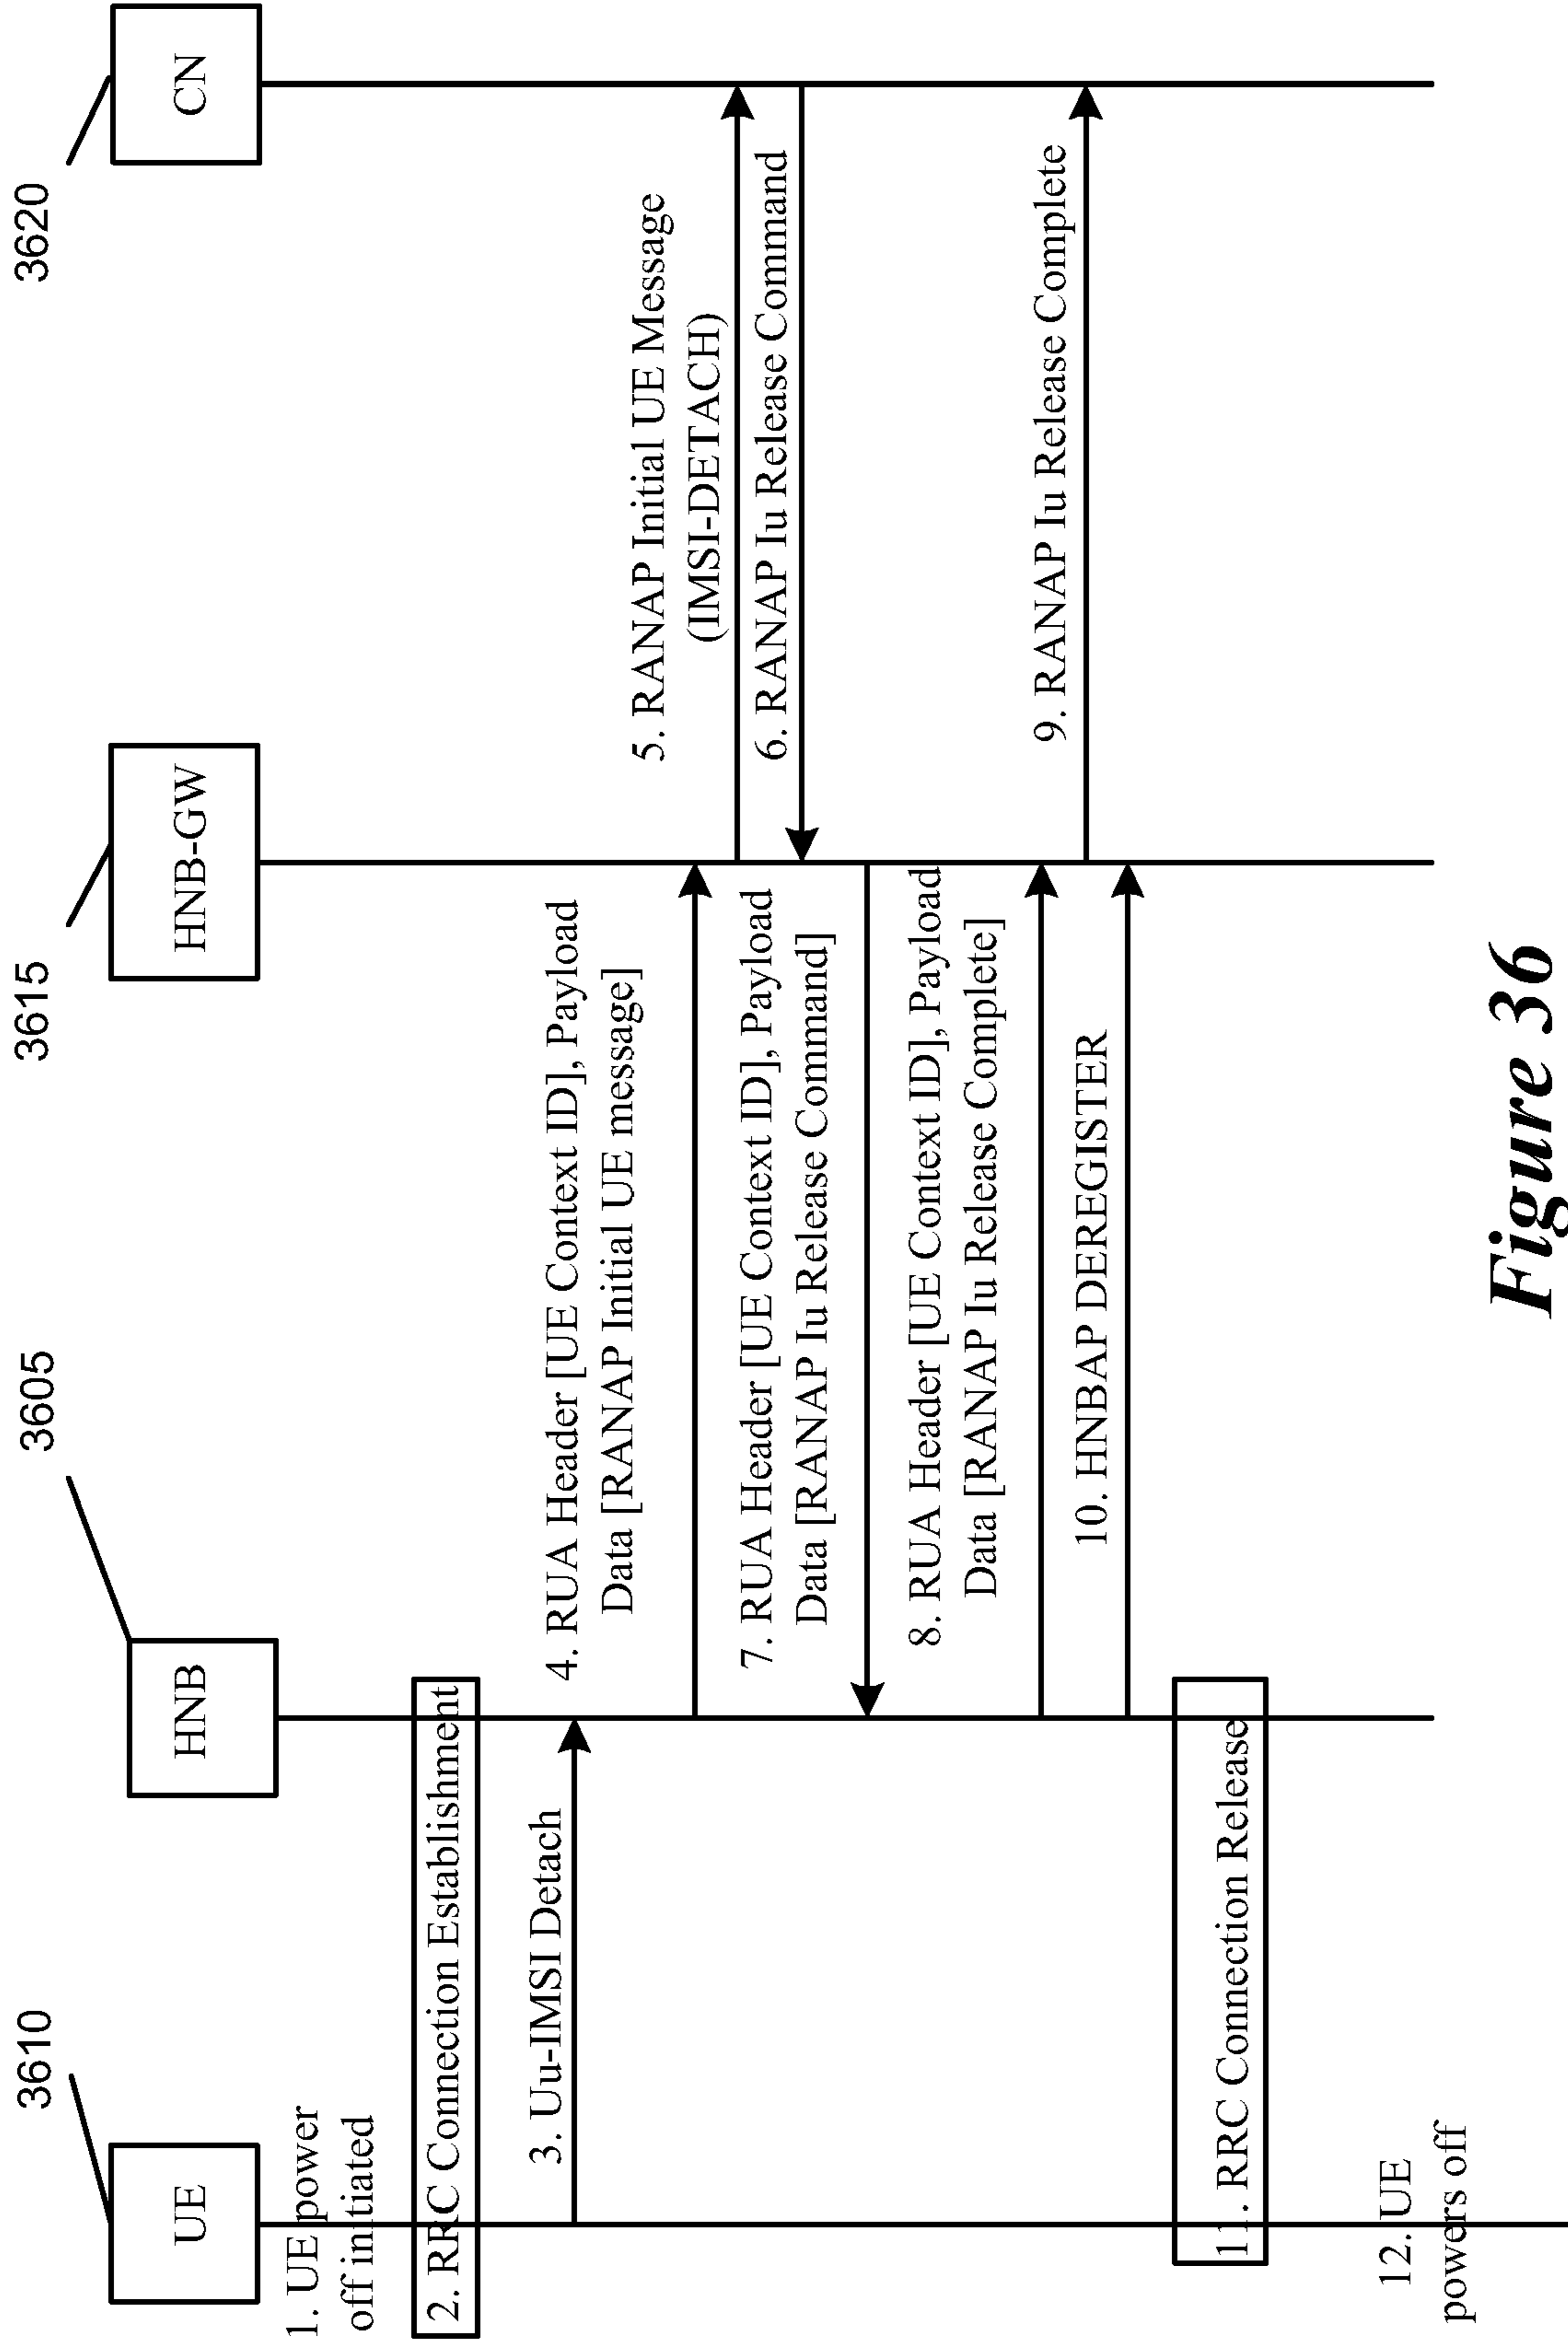 3610
3605
3615
3620
UE
HNB
HNB-GW
CN
1. UE power
off initiated
2. RRC Connection Establishment
3. Uu-IMSI Detach
4. RUA Header [UE Context ID], Payload
Data [RANAP Initial UE message]
5. RANAP Initial UE Message
(IMSI-DETACH)
6. RANAP Iu Release Command
7. RUA Header [UE Context ID], Payload
Data [RANAP Iu Release Command]
8. RUA Header [UE Context ID], Payload
Data [RANAP Iu Release Complete]
9. RANAP Iu Release Complete
10. HNBAP DEREGISTER
11. RRC Connection Release
12. UE
powers off
Figure 36